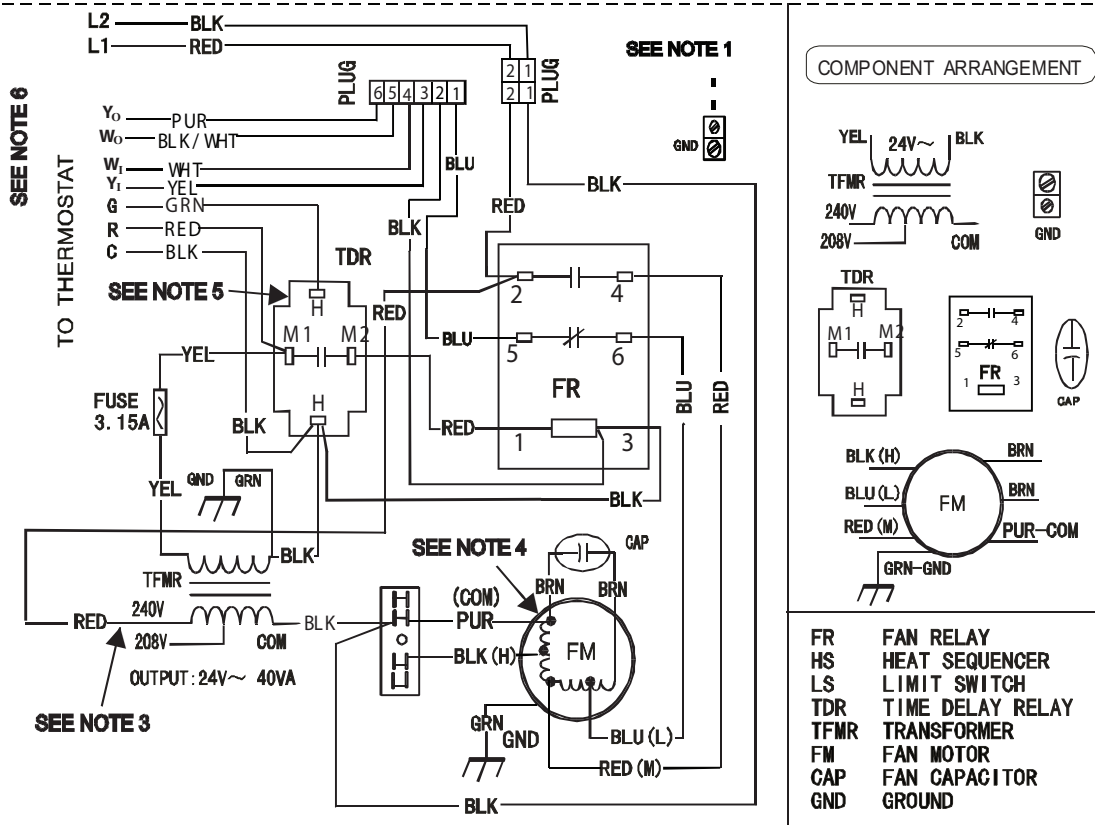 L2 BLK
L1 RED
SEE NOTE 1
PLUG
6 5 4 3 2 1
2 1
2 1
PLUG
GND
SEE NOTE 6
TO THERMOSTAT
YO PUR
WO BLK/WHT
WI WHT
YI YEL
G GRN
R RED
C BLK
BLU
BLK
RED
BLK
TDR
SEE NOTE 5
H
M1 M2
H
RED
2 4
BLU
5 6
FR
RED
1 3
BLU
RED
YEL
FUSE
3.15A
BLK
YEL
GND
GRN
BLK
BLK
TFMR
RED
240V
208V
COM
BLK
OUTPUT: 24V~ 40VA
SEE NOTE 3
SEE NOTE 4
CAP
BRN
BRN
(COM)
PUR
BLK (H)
FM
GRN
GND
BLU (L)
RED (M)
BLK
COMPONENT ARRANGEMENT
YEL 24V~ BLK
TFMR
240V
208V
COM
GND
TDR
H
M1 M2
H
2 4
5 6
FR
1 3
CAP
BLK (H)
BLU (L)
RED (M)
FM
BRN
BRN
PUR-COM
GRN-GND
FR FAN RELAY
HS HEAT SEQUENCER
LS LIMIT SWITCH
TDR TIME DELAY RELAY
TFMR TRANSFORMER
FM FAN MOTOR
CAP FAN CAPACITOR
GND GROUND